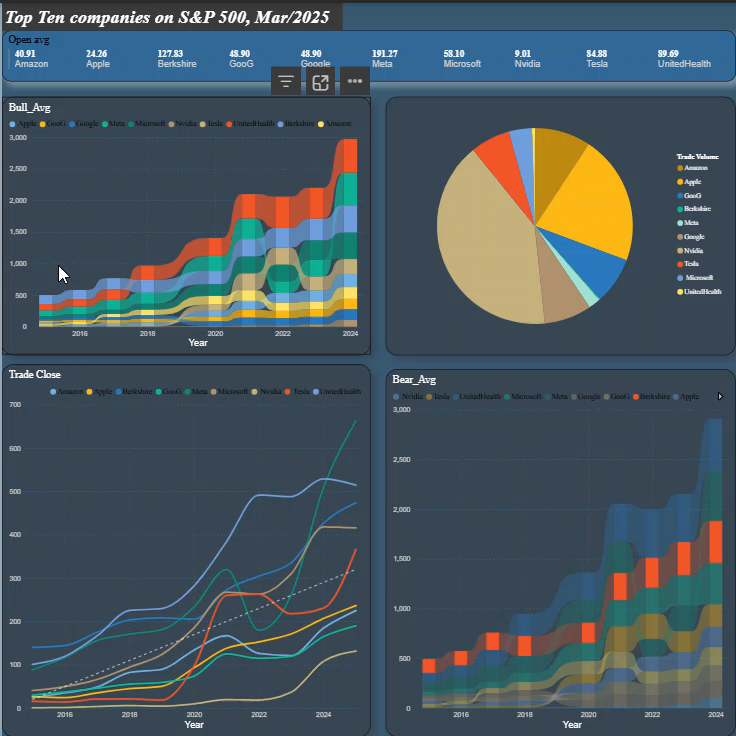 Top Ten companies on S&P 500, Mar/2025
Open avg
40.91 24.26 127.83 48.90 48.90 191.27 58.10 9.01 84.88 89.69
Amazon Apple Berkshire GooG Google Meta Microsoft Nvidia Tesla UnitedHealth
Bull_Avg
Apple GooG Google Meta Microsoft Nvidia Tesla UnitedHealth Berkshire Amazon
3,000
2,500
2,000
1,500
1,000
500
0
2016 2018 2020 2022 2024
Year
Trade Volume
Amazon
Apple
GooG
Berkshire
Meta
Google
Nvidia
Tesla
Microsoft
UnitedHealth
Trade Close
Amazon Apple Berkshire GooG Meta Microsoft Nvidia Tesla UnitedHealth
700
600
500
400
300
200
100
0
2016 2018 2020 2022 2024
Year
Bear_Avg
Nvidia Tesla UnitedHealth Microsoft Meta Google GooG Berkshire Apple
3,000
2,500
2,000
1,500
1,000
500
0
2016 2018 2020 2022 2024
Year